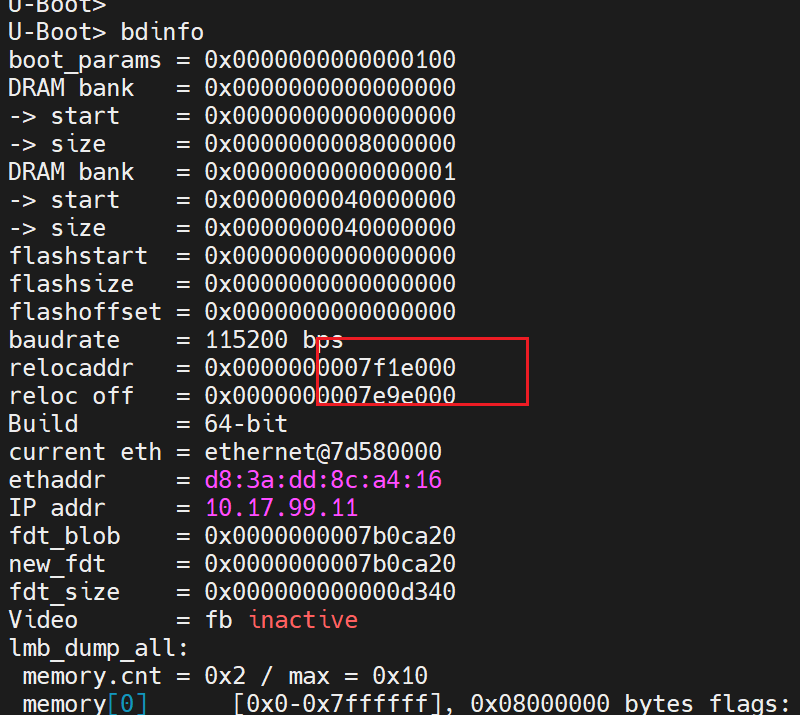 U-Boot>
U-Boot> bdinfo
boot_params = 0x0000000000000100
DRAM bank   = 0x0000000000000000
-> start    = 0x0000000000000000
-> size     = 0x0000000008000000
DRAM bank   = 0x0000000000000001
-> start    = 0x0000000040000000
-> size     = 0x0000000040000000
flashstart  = 0x0000000000000000
flashsize   = 0x0000000000000000
flashoffset = 0x0000000000000000
baudrate    = 115200 bps
relocaddr   = 0x0000000007f1e000
reloc off   = 0x0000000007e9e000
Build       = 64-bit
current eth = ethernet@7d580000
ethaddr     = d8:3a:dd:8c:a4:16
IP addr     = 10.17.99.11
fdt_blob    = 0x0000000007b0ca20
new_fdt     = 0x0000000007b0ca20
fdt_size    = 0x000000000000d340
Video       = fb inactive
lmb_dump_all:
 memory.cnt = 0x2 / max = 0x10
 memory[0]      [0x0-0x7ffffff], 0x08000000 bytes flags: